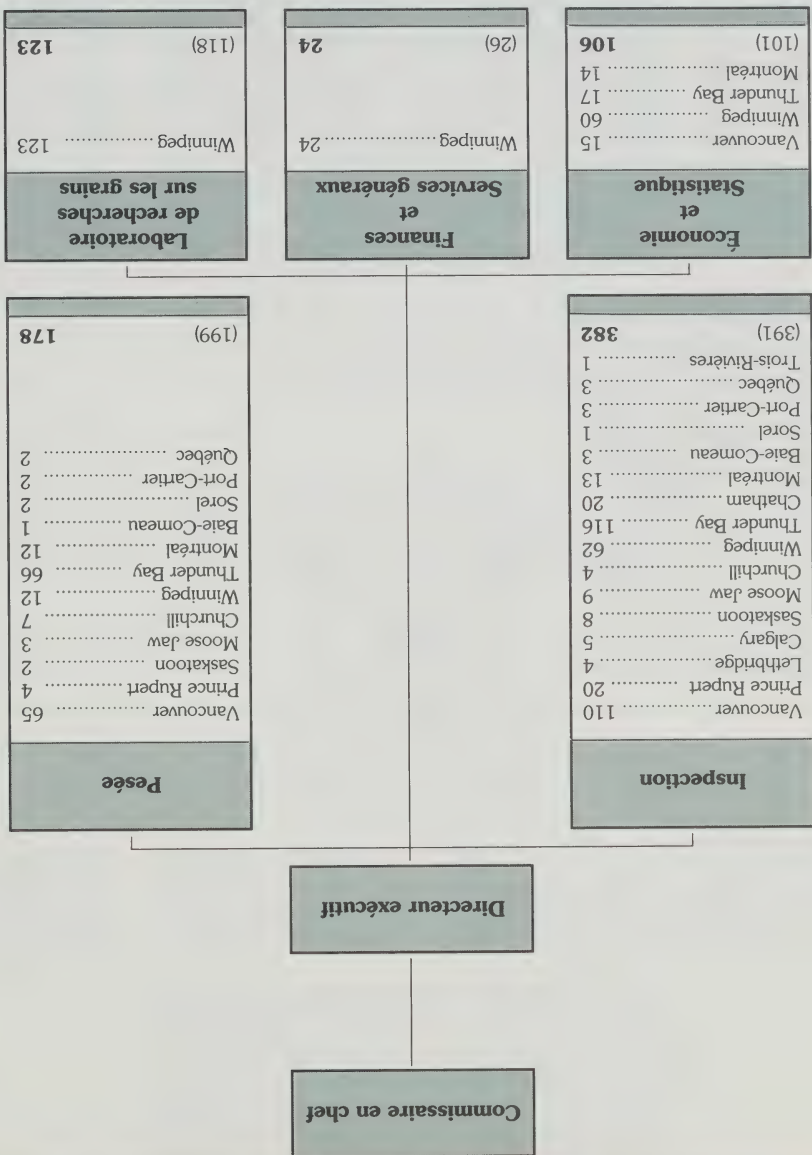 Commissaire en chef
Directeur exécutif
Inspection
Vancouver ................ 110
Prince Rupert ............ 20
Lethbridge ................ 4
Calgary .................... 5
Saskatoon ................ 8
Moose Jaw ............... 9
Churchill .................. 4
Winnipeg ................. 62
Thunder Bay ............ 116
Chatham .................. 20
Montréal .................. 13
Baie-Comeau ............ 3
Sorel ....................... 1
Port-Cartier .............. 3
Québec .................... 3
Trois-Rivières ............ 1
(391) 382
Pesée
Vancouver ................ 65
Prince Rupert ............ 4
Saskatoon ................ 2
Moose Jaw ............... 3
Churchill .................. 7
Winnipeg ................. 12
Thunder Bay ............ 66
Montréal .................. 12
Baie-Comeau ............ 1
Sorel ....................... 2
Port-Cartier .............. 2
Québec .................... 2
(199) 178
Économie
et
Statistique
Vancouver ................ 15
Winnipeg ................. 60
Thunder Bay ............ 17
Montréal .................. 14
(101) 106
Finances
et
Services généraux
Winnipeg ................. 24
(26) 24
Laboratoire
de recherches
sur les grains
Winnipeg ................. 123
(118) 123